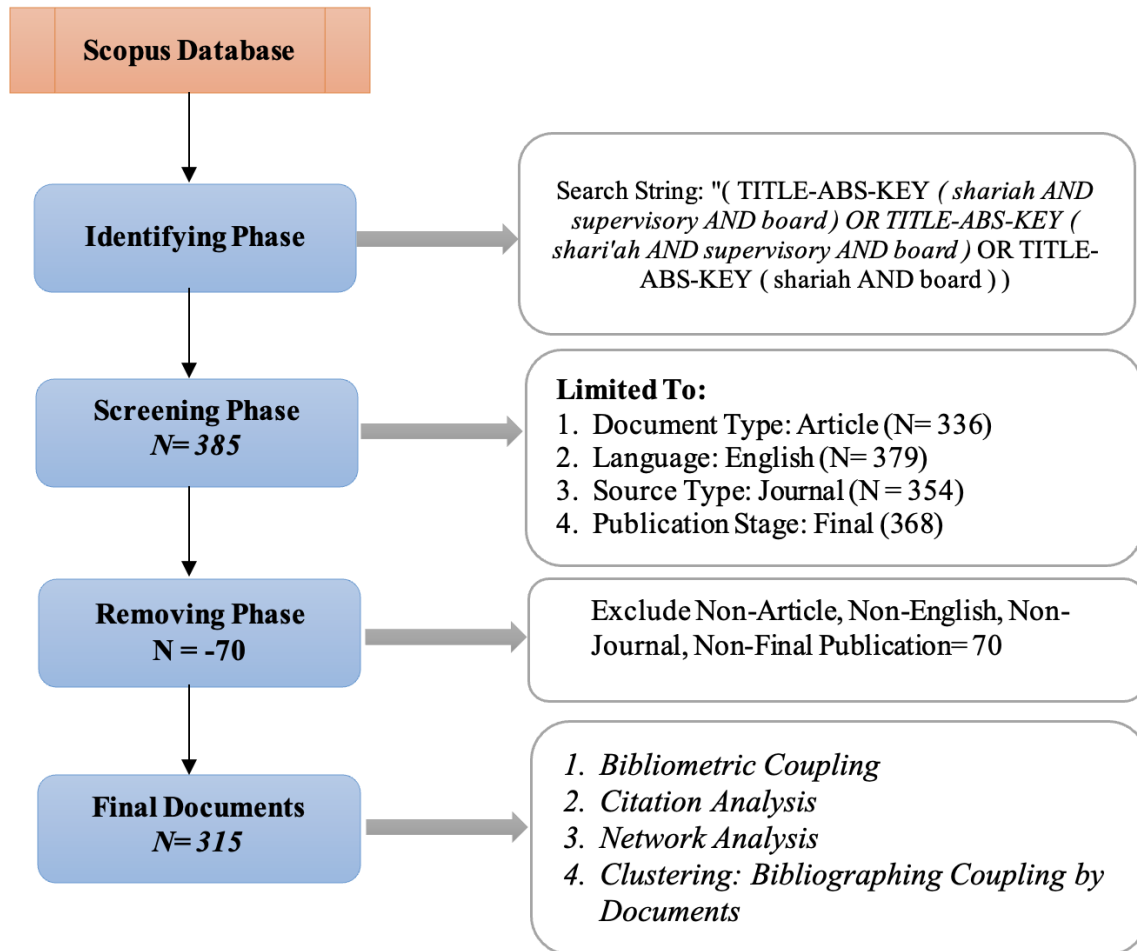 Scopus Database
Identifying Phase
Search String: "( TITLE-ABS-KEY ( shariah AND
supervisory AND board ) OR TITLE-ABS-KEY (
shari'ah AND supervisory AND board ) OR TITLE-
ABS-KEY ( shariah AND board ) )
Screening Phase
N= 385
Limited To:
1. Document Type: Article (N= 336)
2. Language: English (N= 379)
3. Source Type: Journal (N = 354)
4. Publication Stage: Final (368)
Removing Phase
N = -70
Exclude Non-Article, Non-English, Non-
Journal, Non-Final Publication= 70
Final Documents
N= 315
1. Bibliometric Coupling
2. Citation Analysis
3. Network Analysis
4. Clustering: Bibliographing Coupling by
Documents